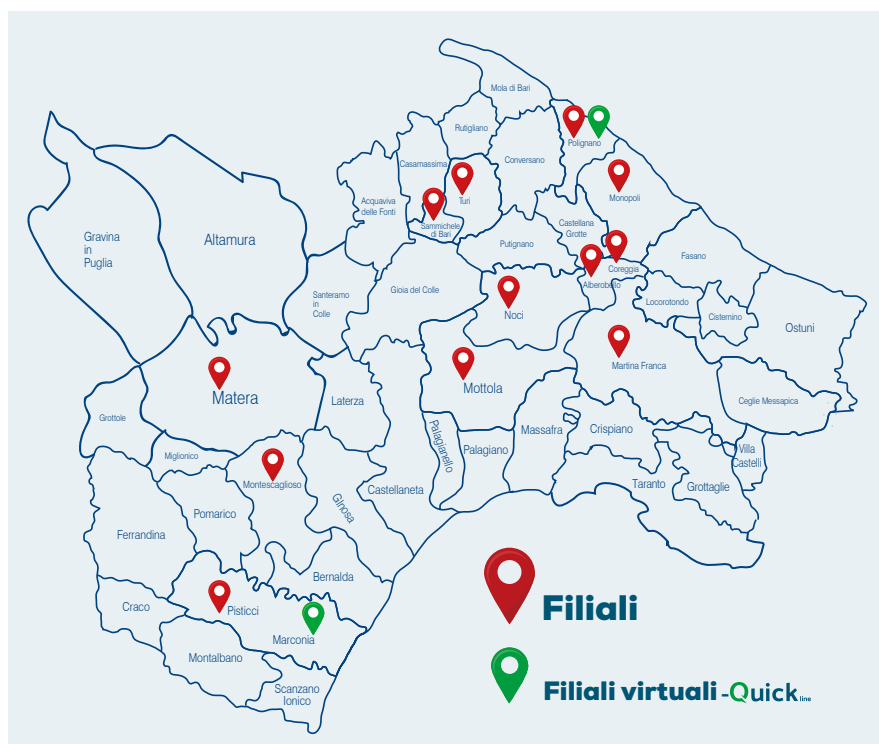 Mola di Bari
Rutigliano
Polignano
Casamassima
Conversano
Turi
Monopoli
Acquaviva
delle Fonti
Sammichele
di Bari
Castellana
Grotte
Gravina
in
Puglia
Altamura
Putignano
Fasano
Coreggia
Alberobello
Santeramo
in
Colle
Gioia del Colle
Noci
Locorotondo
Cisternino
Ostuni
Martina Franca
Matera
Laterza
Mottola
Ceglie Messapica
Grottole
Palagianello
Palagiano
Massafra
Crispiano
Villa
Castelli
Miglionico
Montescaglioso
Castellaneta
Taranto
Grottaglie
Pomarico
Ginosa
Ferrandina
Bernalda
Craco
Pisticci
Marconia
Montalbano
Scanzano
Ionico
Filiali
Filiali virtuali -Quick line